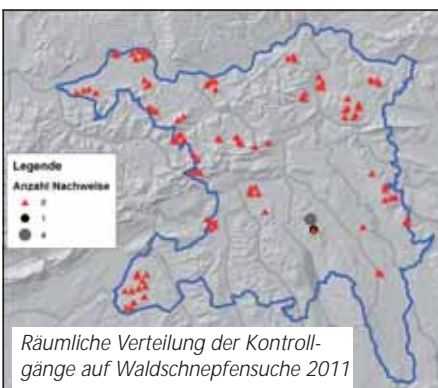 Legende
Anzahl Nachweise
0
1
4
Räumliche Verteilung der Kontroll-
gänge auf Waldschnepfensuche 2011